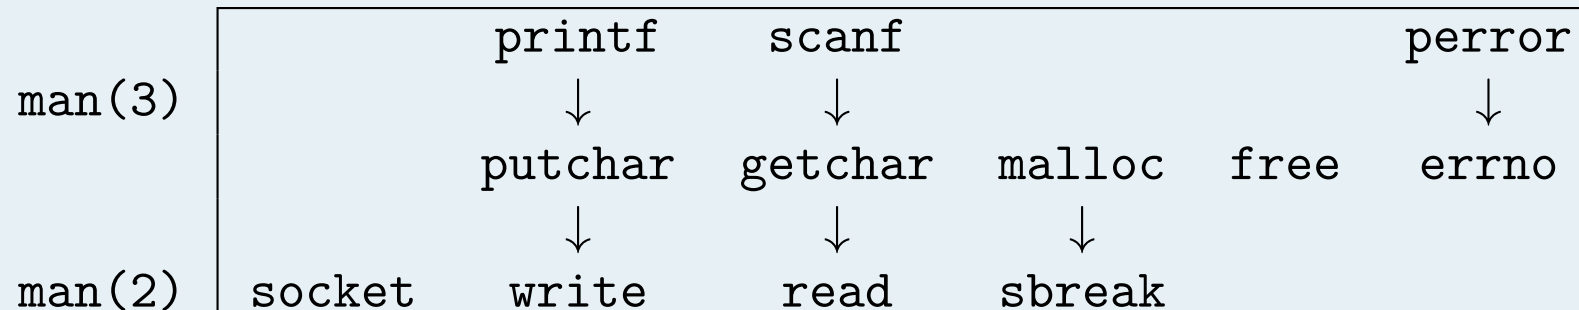 printf scanf perror
man(3) ↓ ↓ ↓
putchar getchar malloc free errno
↓ ↓ ↓
man(2) socket write read sbreak